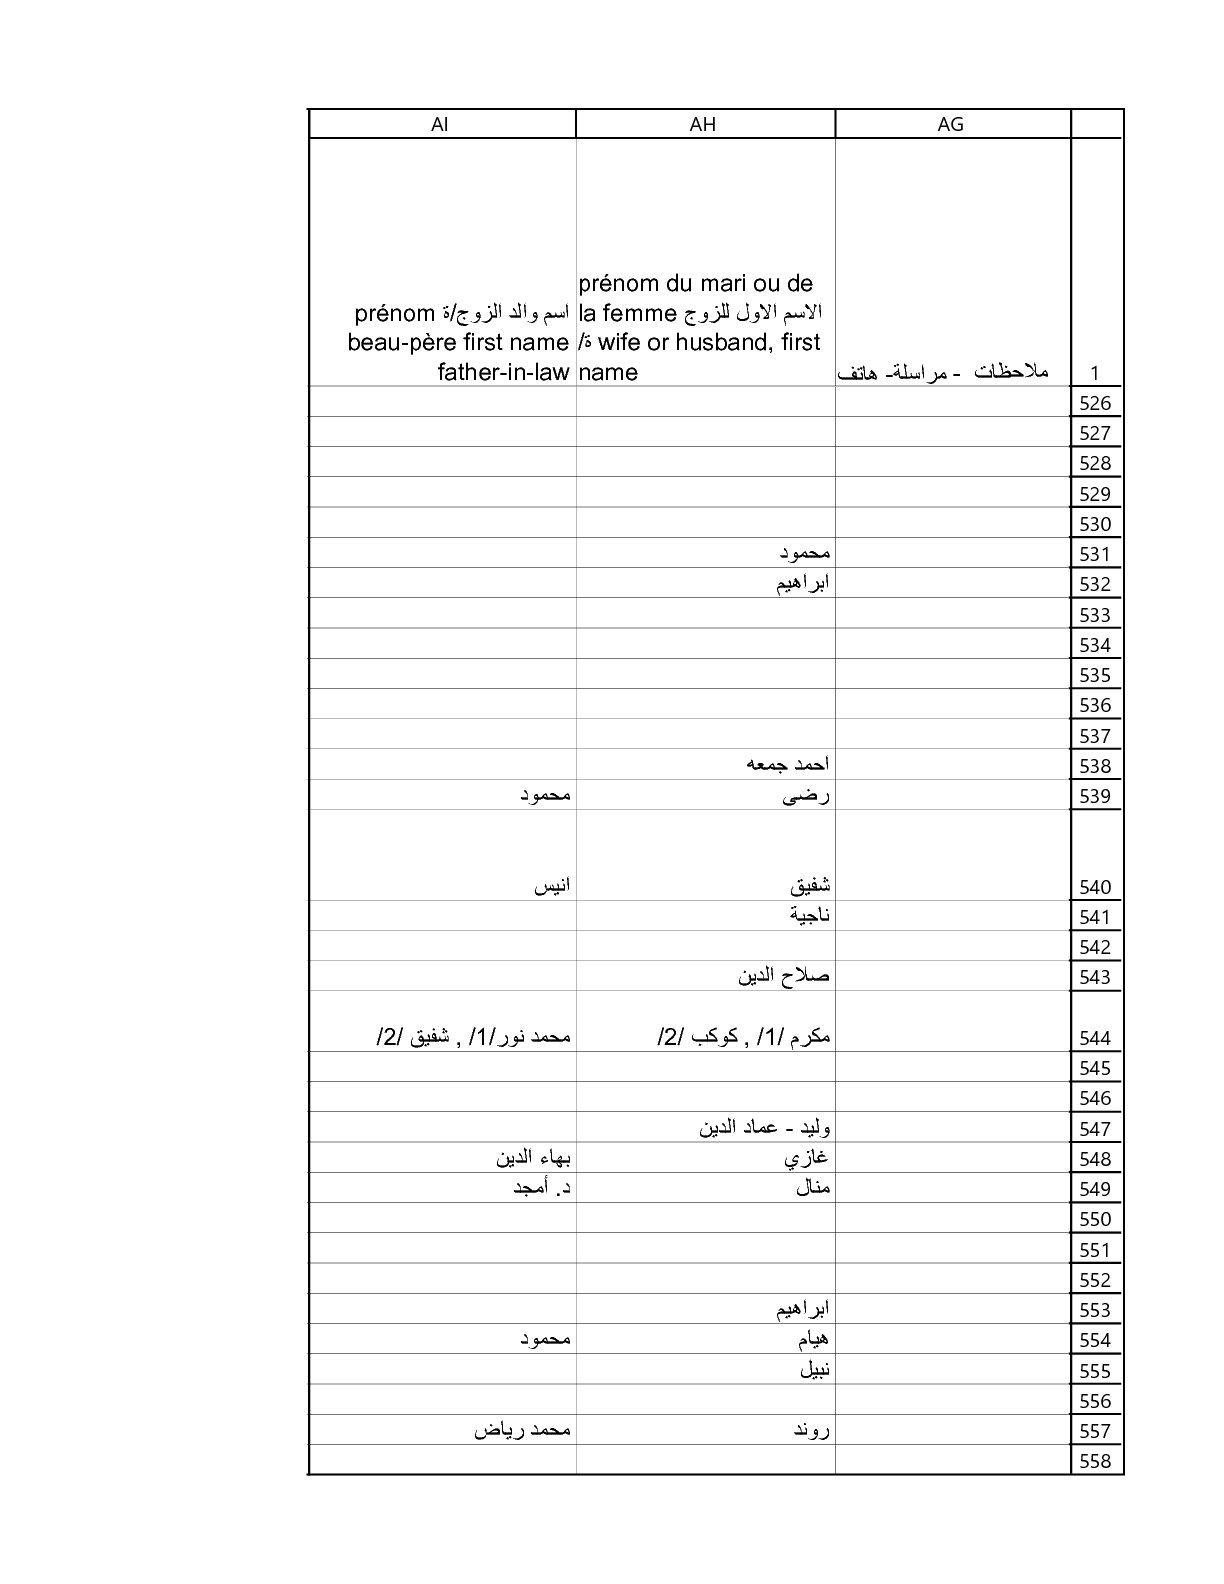 AI AH AG
prénom du mari ou de
prénom اسم والد الزوج/ة la femme الاسم الاول للزوج
beau-père first name /ة wife or husband, first
father-in-law name ملاحظات - مراسلة- هاتف 1
526
527
528
529
530
محمود 531
ابراهيم 532
533
534
535
536
537
احمد جمعه 538
محمود رضى 539
انيس شفيق 540
ناجية 541
542
صلاح الدين 543
محمد نور/1/ , شفيق /2/ مكرم /1/ , كوكب /2/ 544
545
546
وليد - عماد الدين 547
بهاء الدين غازي 548
د. أمجد منال 549
550
551
552
ابراهيم 553
محمود هيام 554
نبيل 555
556
محمد رياض روند 557
558